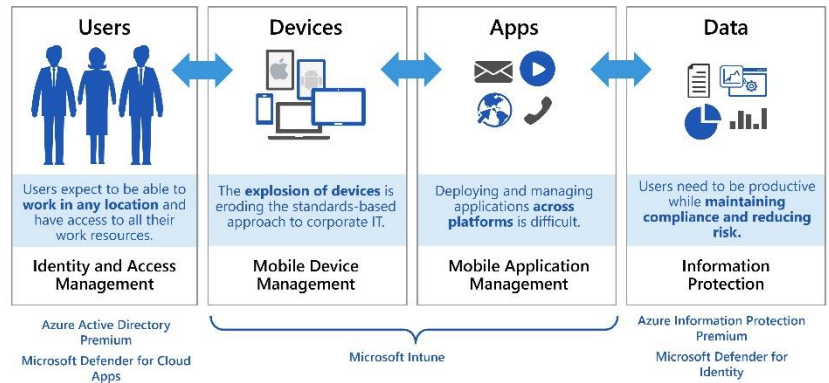 Users
Users expect to be able to
work in any location and
have access to all their
work resources.
Identity and Access
Management
Azure Active Directory
Premium
Microsoft Defender for Cloud
Apps
Devices
The explosion of devices is
eroding the standards-based
approach to corporate IT.
Mobile Device
Management
Apps
Deploying and managing
applications across
platforms is difficult.
Mobile Application
Management
Microsoft Intune
Data
Users need to be productive
while maintaining
compliance and reducing
risk.
Information
Protection
Azure Information Protection
Premium
Microsoft Defender for
Identity